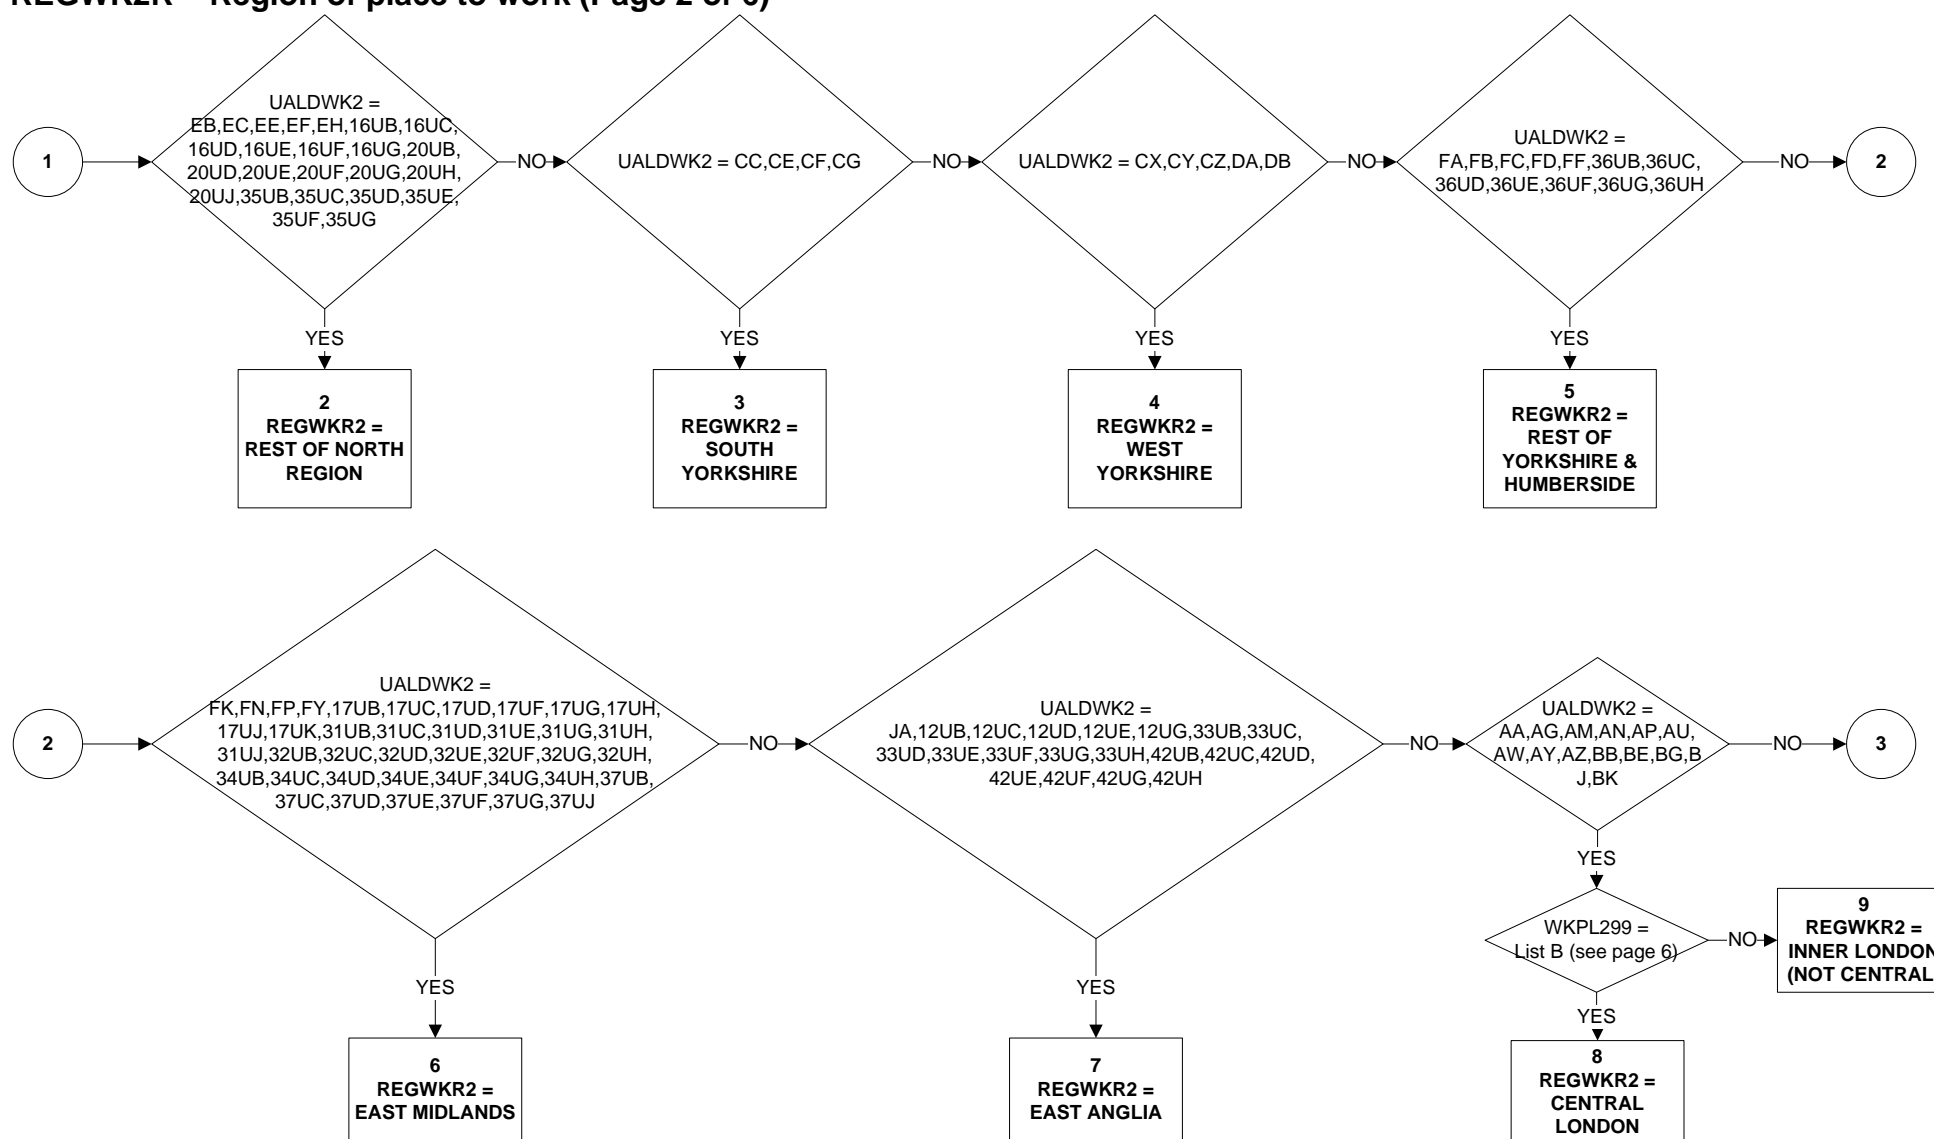 REGWK2R – Region of place to work (Page 2 of 6)
1
UALDWK2 =
EB,EC,EE,EF,EH,16UB,16UC,
16UD,16UE,16UF,16UG,20UB,
20UD,20UE,20UF,20UG,20UH,
20UJ,35UB,35UC,35UD,35UE,
35UF,35UG
NO
UALDWK2 = CC,CE,CF,CG
NO
UALDWK2 = CX,CY,CZ,DA,DB
NO
UALDWK2 =
FA,FB,FC,FD,FF,36UB,36UC,
36UD,36UE,36UF,36UG,36UH
NO
2
YES
YES
YES
YES
2
REGWKR2 =
REST OF NORTH
REGION
3
REGWKR2 =
SOUTH
YORKSHIRE
4
REGWKR2 =
WEST
YORKSHIRE
5
REGWKR2 =
REST OF
YORKSHIRE &
HUMBERSIDE
2
UALDWK2 =
FK,FN,FP,FY,17UB,17UC,17UD,17UF,17UG,17UH,
17UJ,17UK,31UB,31UC,31UD,31UE,31UG,31UH,
31UJ,32UB,32UC,32UD,32UE,32UF,32UG,32UH,
34UB,34UC,34UD,34UE,34UF,34UG,34UH,37UB,
37UC,37UD,37UE,37UF,37UG,37UJ
NO
UALDWK2 =
JA,12UB,12UC,12UD,12UE,12UG,33UB,33UC,
33UD,33UE,33UF,33UG,33UH,42UB,42UC,42UD,
42UE,42UF,42UG,42UH
NO
UALDWK2 =
AA,AG,AM,AN,AP,AU,
AW,AY,AZ,BB,BE,BG,B
J,BK
NO
3
YES
WKPL299 =
List B (see page 6)
NO
9
REGWKR2 =
INNER LONDON
(NOT CENTRAL
YES
YES
YES
6
REGWKR2 =
EAST MIDLANDS
7
REGWKR2 =
EAST ANGLIA
8
REGWKR2 =
CENTRAL
LONDON